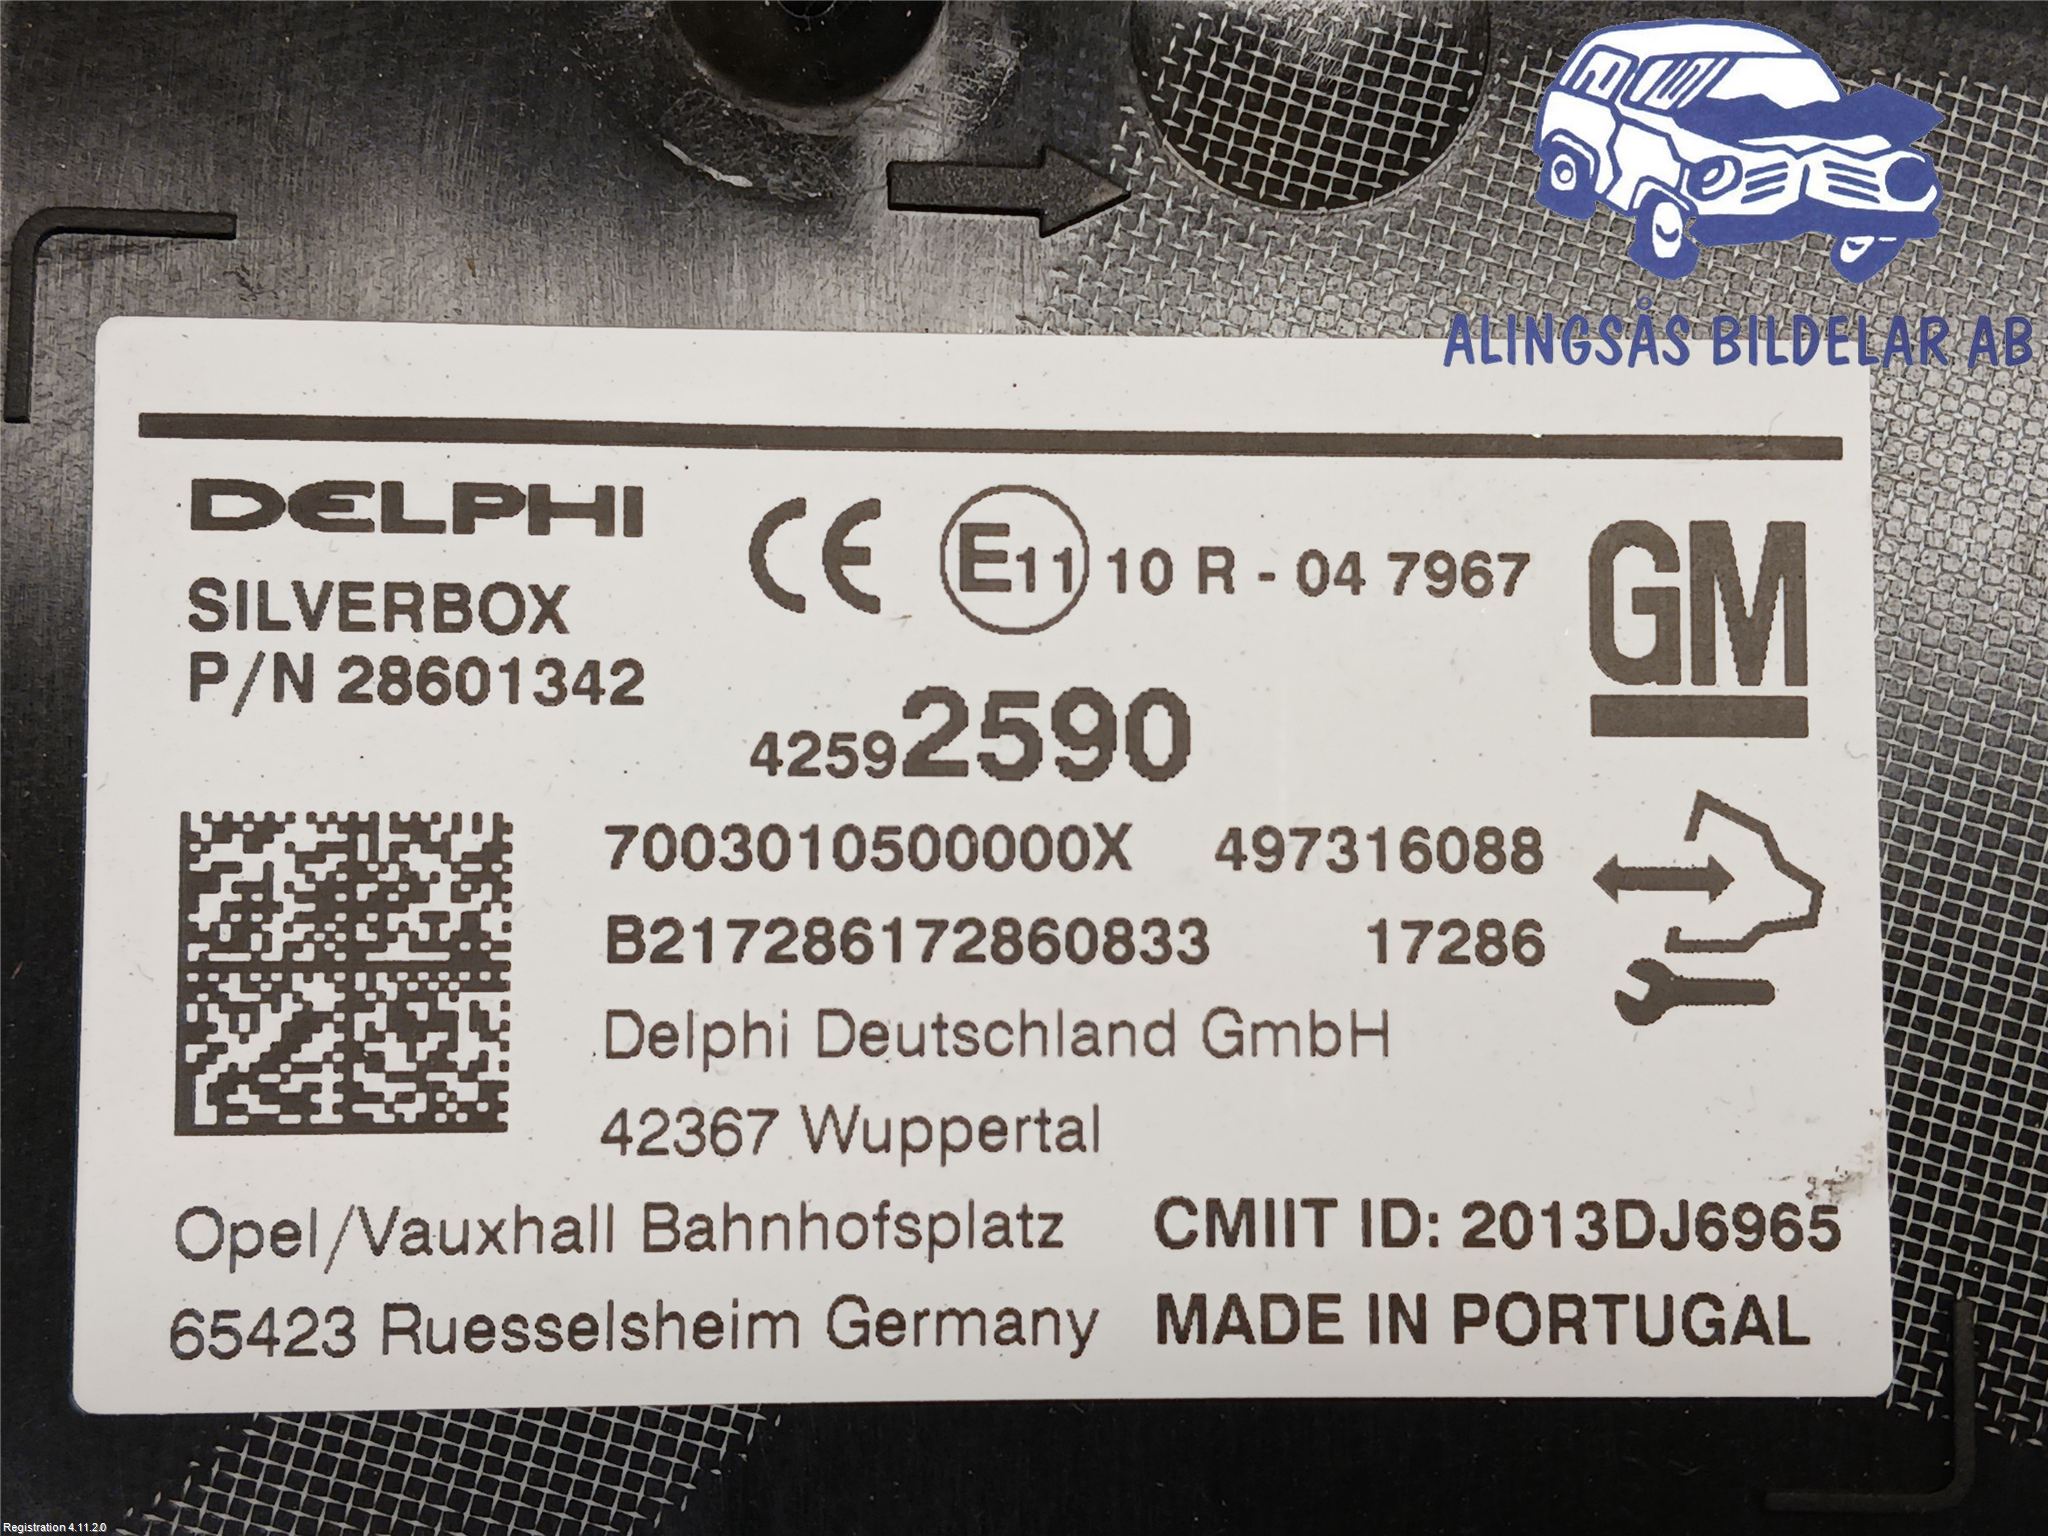 ALINGSÅS BILDELAR AB
DELPHI
SILVERBOX
P/N 28601342
CE E11 10 R - 04 7967
GM
42592590
7003010500000X 497316088
B217286172860833 17286
Delphi Deutschland GmbH
42367 Wuppertal
Opel/Vauxhall Bahnhofsplatz
65423 Ruesselsheim Germany
CMIIT ID: 2013DJ6965
MADE IN PORTUGAL
Registration 4.11.2.0